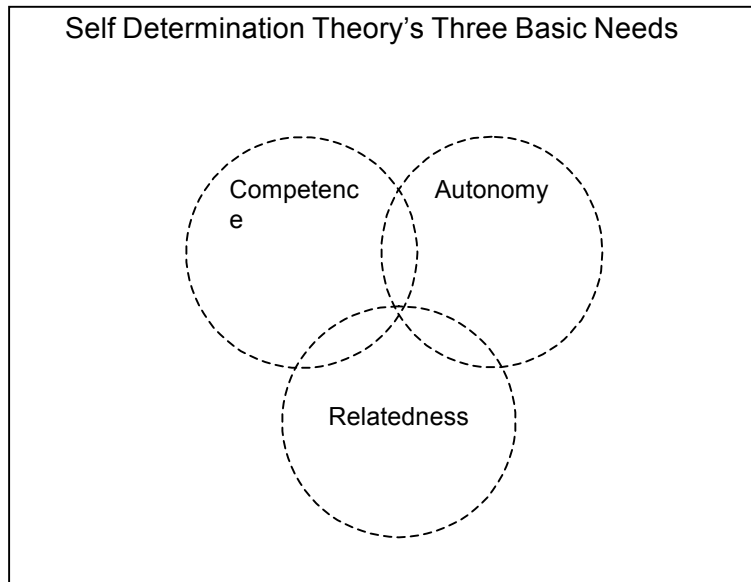 Self Determination Theory's Three Basic Needs
Competenc
e
Autonomy
Relatedness